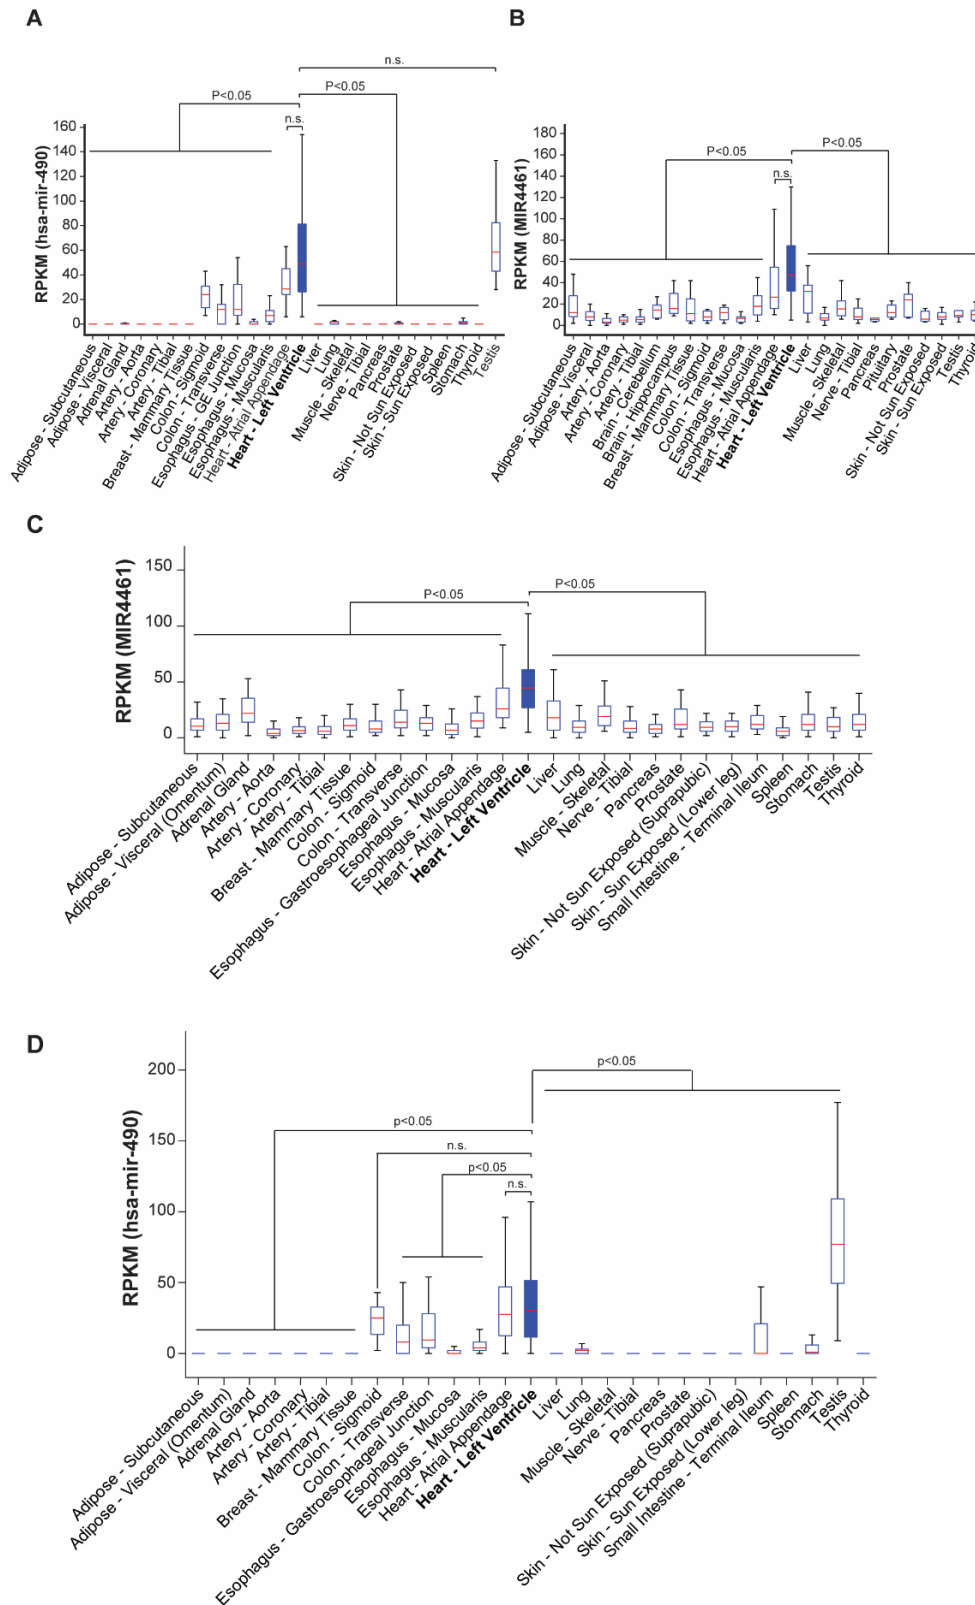 A
n.s.
P<0.05
P<0.05
n.s.
RPKM (hsa-mir-490)
160
140
120
100
80
60
40
20
0
Adipose - Subcutaneous
Adipose - Visceral
Adrenal Gland
Artery - Aorta
Artery - Coronary
Artery - Tibial
Breast - Mammary Tissue
Colon - Sigmoid
Colon - Transverse
Esophagus - GE Junction
Esophagus - Mucosa
Esophagus - Muscularis
Heart - Atrial Appendage
Heart - Left Ventricle
Liver
Lung
Muscle - Skeletal
Nerve - Tibial
Pancreas
Prostate
Skin - Not Sun Exposed
Skin - Sun Exposed
Spleen
Stomach
Thyroid
Testis
B
P<0.05
P<0.05
n.s.
RPKM (MIR4461)
180
160
140
120
100
80
60
40
20
0
Adipose - Subcutaneous
Adipose - Visceral
Artery - Aorta
Artery - Coronary
Artery - Tibial
Brain - Cerebellum
Brain - Hippocampus
Breast - Mammary Tissue
Colon - Sigmoid
Colon - Transverse
Esophagus - Mucosa
Esophagus - Muscularis
Heart - Atrial Appendage
Heart - Left Ventricle
Liver
Lung
Muscle - Skeletal
Nerve - Tibial
Pancreas
Pituitary
Prostate
Skin - Not Sun Exposed
Skin - Sun Exposed
Testis
Thyroid
C
P<0.05
P<0.05
RPKM (MIR4461)
150
100
50
0
Adipose - Subcutaneous
Adipose - Visceral (Omentum)
Adrenal Gland
Artery - Aorta
Artery - Coronary
Artery - Tibial
Breast - Mammary Tissue
Colon - Sigmoid
Colon - Transverse
Esophagus - Gastroesophageal Junction
Esophagus - Mucosa
Esophagus - Muscularis
Heart - Atrial Appendage
Heart - Left Ventricle
Liver
Lung
Muscle - Skeletal
Nerve - Tibial
Pancreas
Prostate
Skin - Not Sun Exposed (Suprapubic)
Skin - Sun Exposed (Lower leg)
Small Intestine - Terminal Ileum
Spleen
Stomach
Testis
Thyroid
D
p<0.05
p<0.05
n.s.
p<0.05
n.s.
RPKM (hsa-mir-490)
200
150
100
50
0
Adipose - Subcutaneous
Adipose - Visceral (Omentum)
Adrenal Gland
Artery - Aorta
Artery - Coronary
Artery - Tibial
Breast - Mammary Tissue
Colon - Sigmoid
Colon - Transverse
Esophagus - Gastroesophageal Junction
Esophagus - Mucosa
Esophagus - Muscularis
Heart - Atrial Appendage
Heart - Left Ventricle
Liver
Lung
Muscle - Skeletal
Nerve - Tibial
Pancreas
Prostate
Skin - Not Sun Exposed (Suprapubic)
Skin - Sun Exposed (Lower leg)
Small Intestine - Terminal Ileum
Spleen
Stomach
Testis
Thyroid